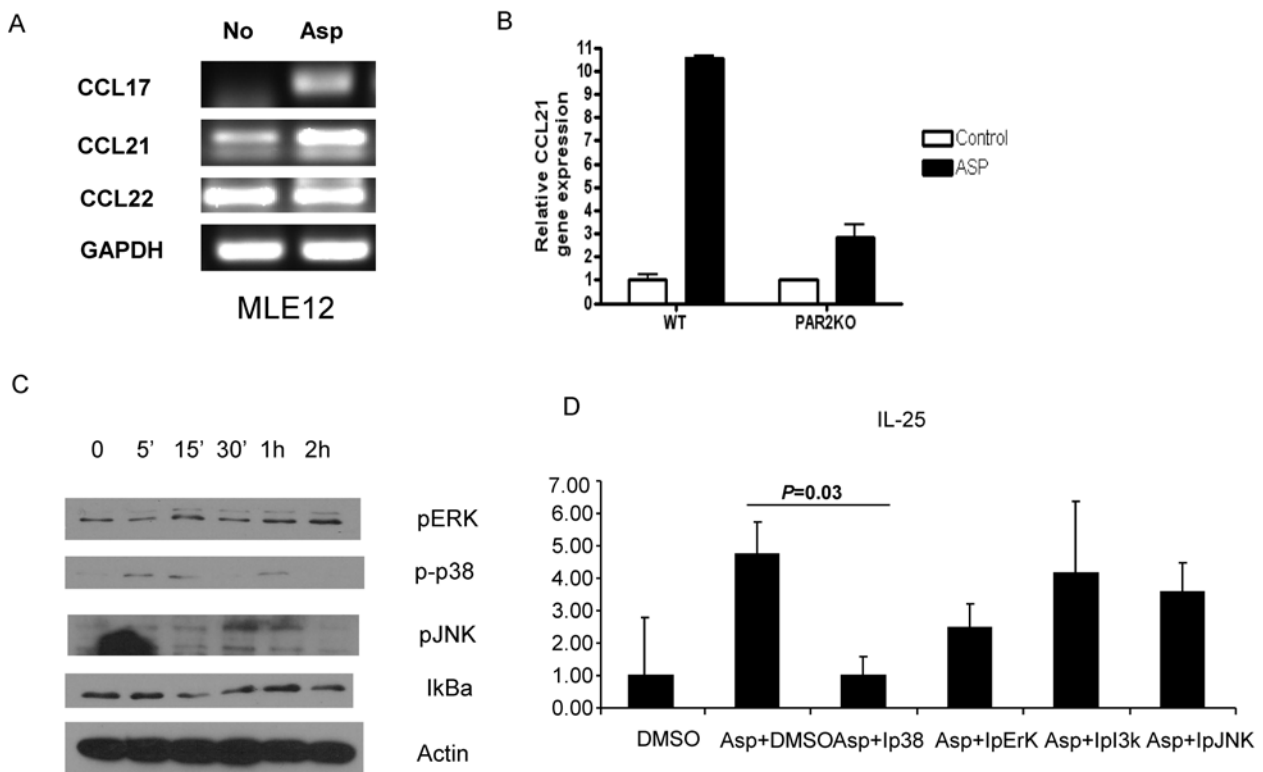 A
No Asp
CCL17
CCL21
CCL22
GAPDH
MLE12
B
Relative CCL21
gene expression
11
10
9
8
7
6
5
4
3
2
1
0
WT PAR2KO
Control
ASP
C
0 5' 15' 30' 1h 2h
pERK
p-p38
pJNK
IkBa
Actin
D
IL-25
P=0.03
7.00
6.00
5.00
4.00
3.00
2.00
1.00
0.00
DMSO Asp+DMSO Asp+Ip38 Asp+IpErK Asp+IpI3k Asp+IpJNK